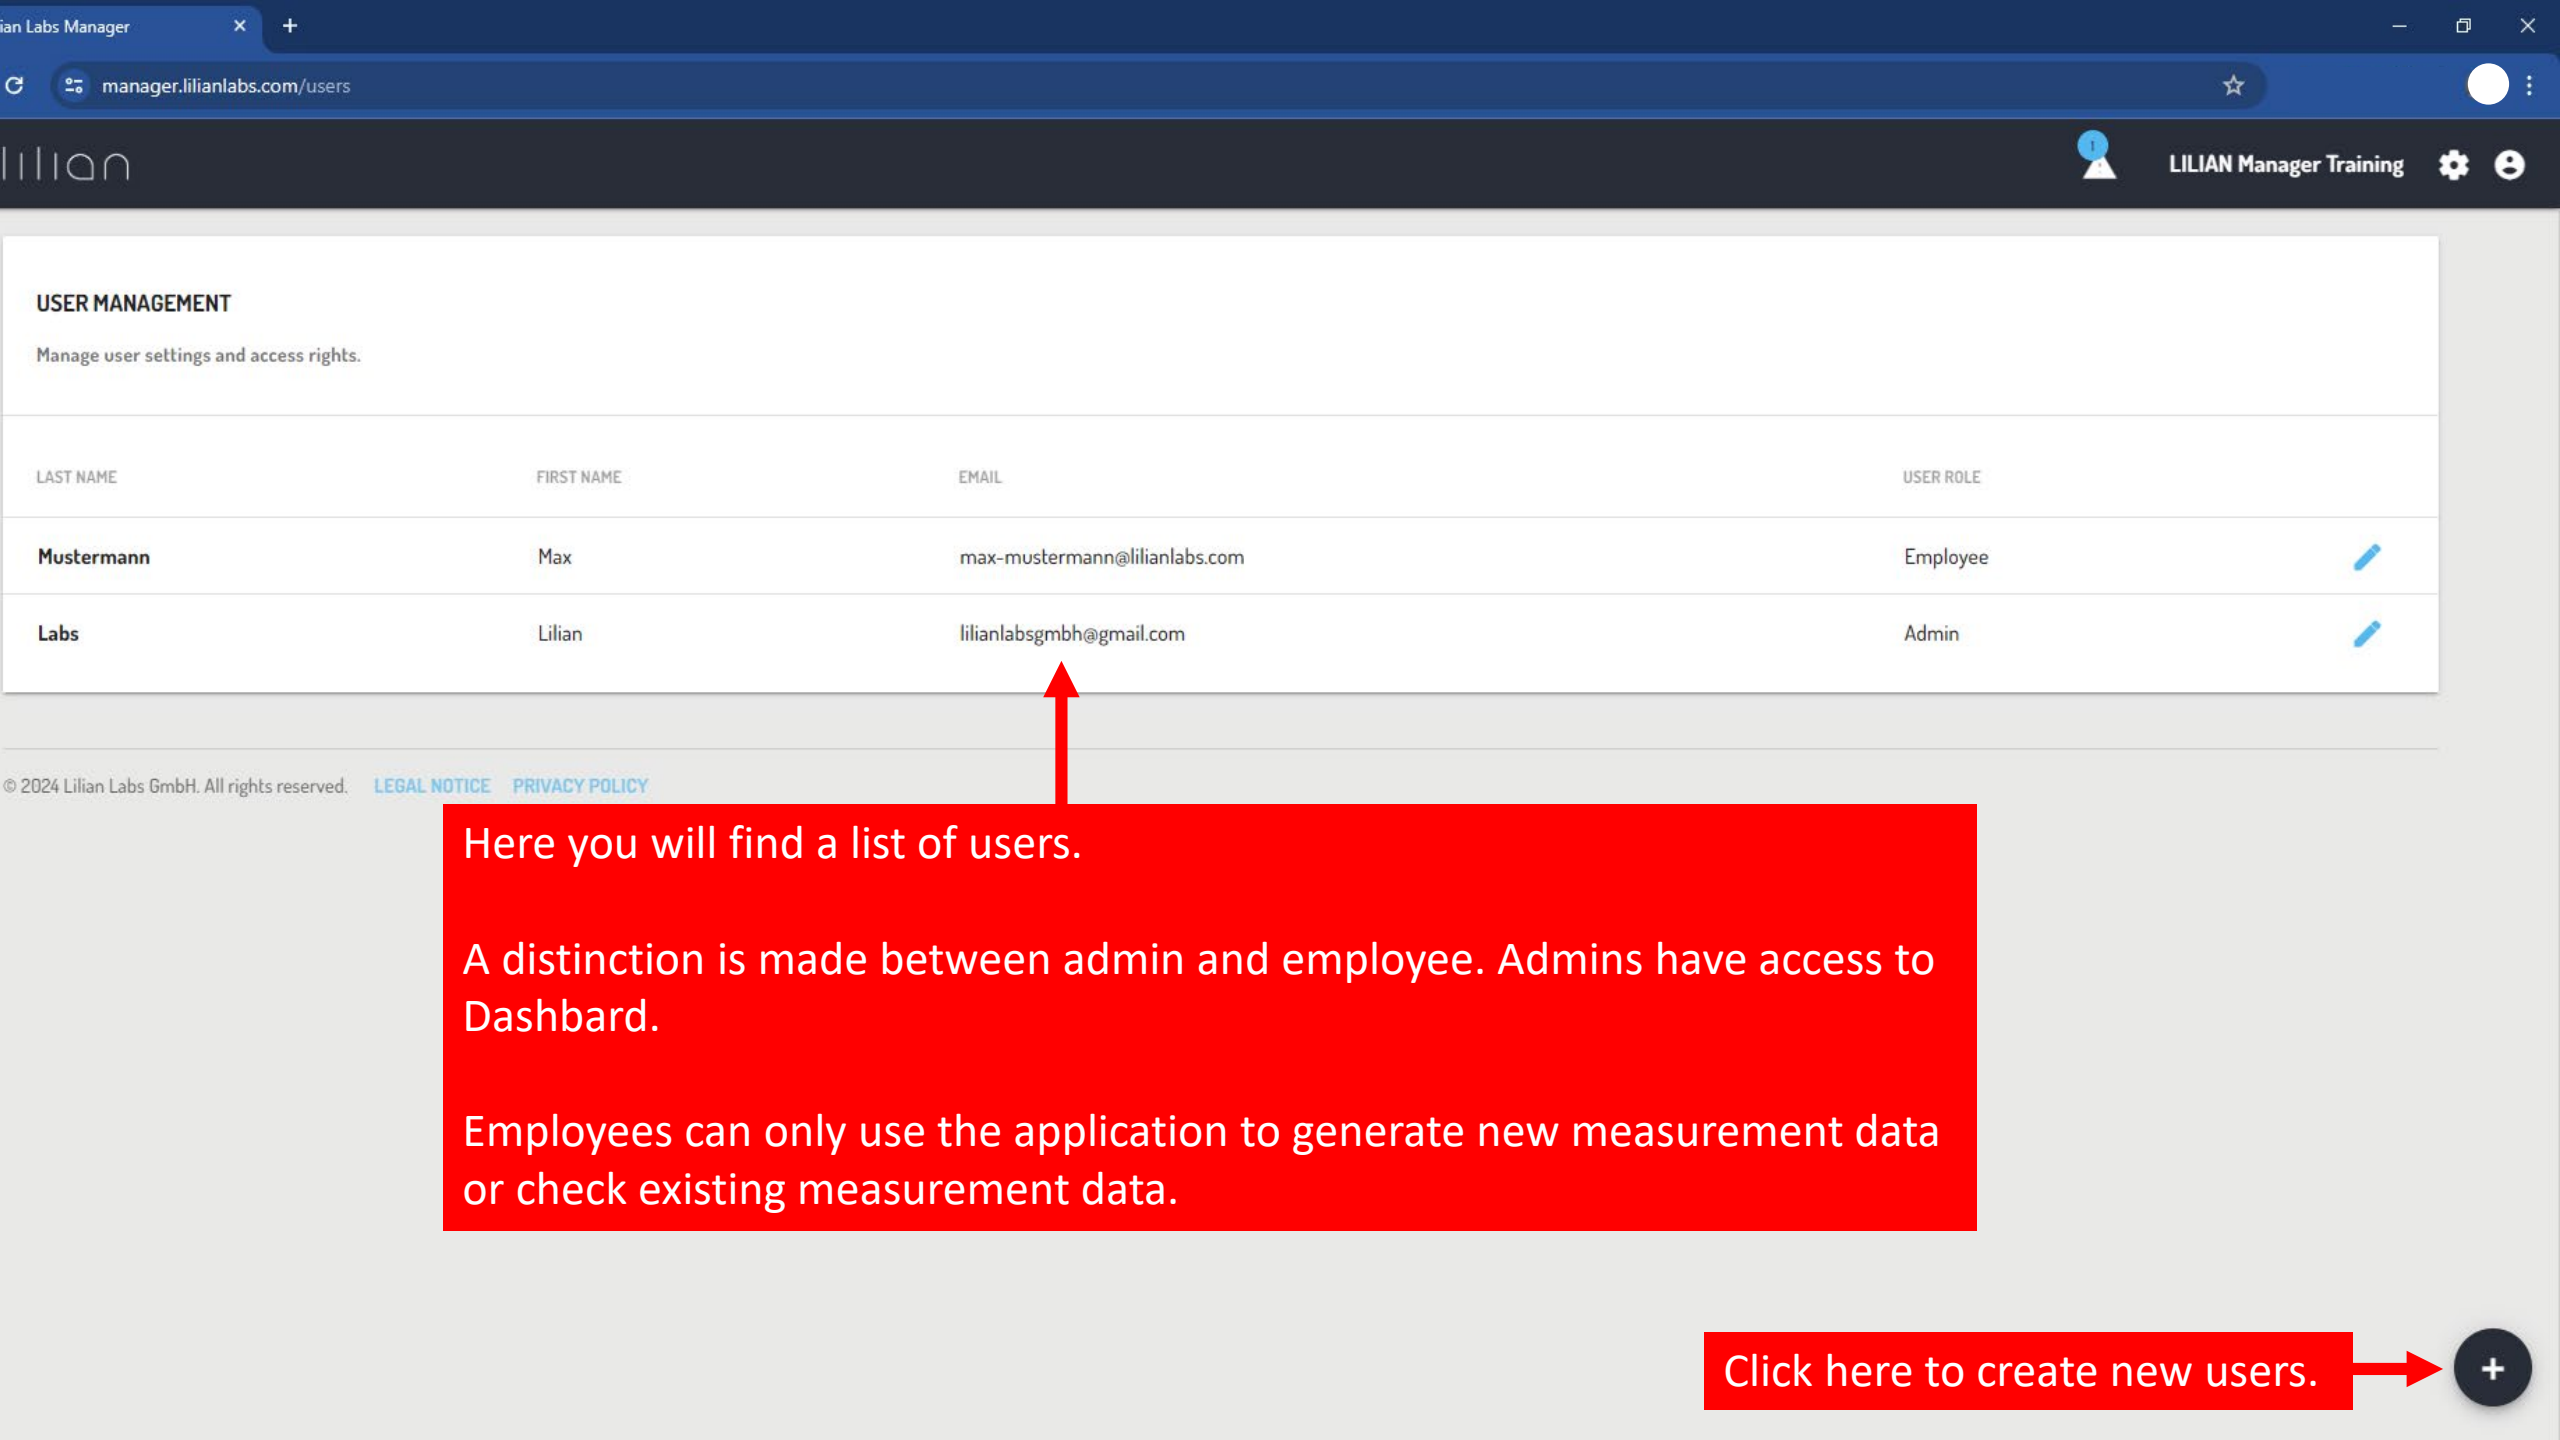 ian Labs Manager
manager.lilianlabs.com/users
lilian
1
LILIAN Manager Training
USER MANAGEMENT
Manage user settings and access rights.
LAST NAME FIRST NAME EMAIL USER ROLE
Mustermann Max max-mustermann@lilianlabs.com Employee
Labs Lilian lilianlabsgmbh@gmail.com Admin
© 2024 Lilian Labs GmbH. All rights reserved. LEGAL NOTICE PRIVACY POLICY
Here you will find a list of users.
A distinction is made between admin and employee. Admins have access to
Dashbard.
Employees can only use the application to generate new measurement data
or check existing measurement data.
Click here to create new users.